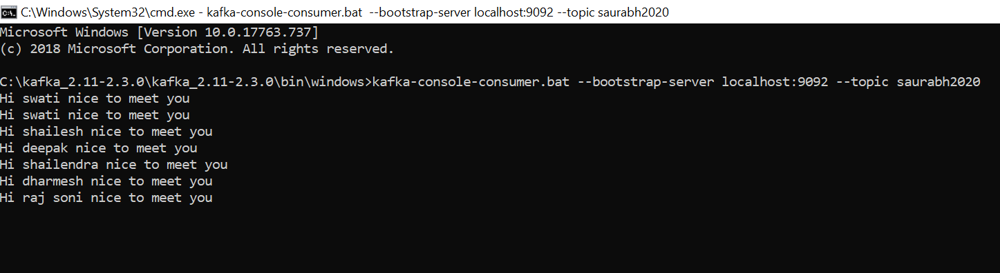 C:\Windows\System32\cmd.exe - kafka-console-consumer.bat  --bootstrap-server localhost:9092 --topic saurabh2020
Microsoft Windows [Version 10.0.17763.737]
(c) 2018 Microsoft Corporation. All rights reserved.
C:\kafka_2.11-2.3.0\kafka_2.11-2.3.0\bin\windows>kafka-console-consumer.bat --bootstrap-server localhost:9092 --topic saurabh2020
Hi swati nice to meet you
Hi swati nice to meet you
Hi shailesh nice to meet you
Hi deepak nice to meet you
Hi shailendra nice to meet you
Hi dharmesh nice to meet you
Hi raj soni nice to meet you